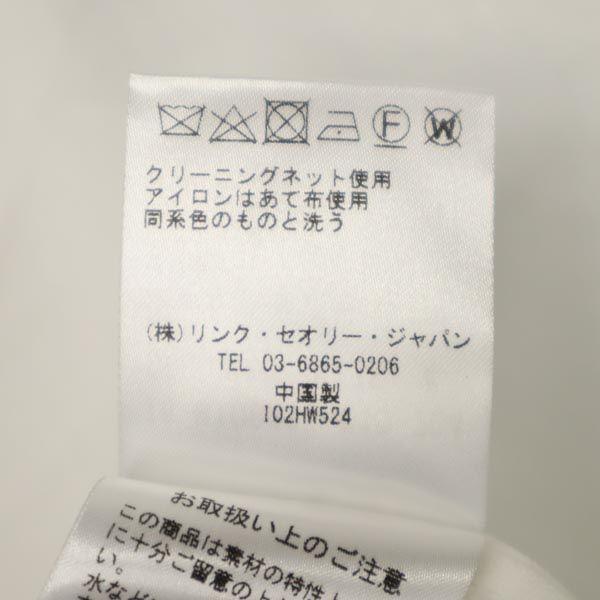 F W
クリーニングネット使用
アイロンはあて布使用
同系色のものと洗う
(株)リンク・セオリー・ジャパン
TEL 03-6865-0206
中国製
I02HW524
お取扱い上のご注意
この商品は素材の特性上
に十分ご留意の上
い。
水など